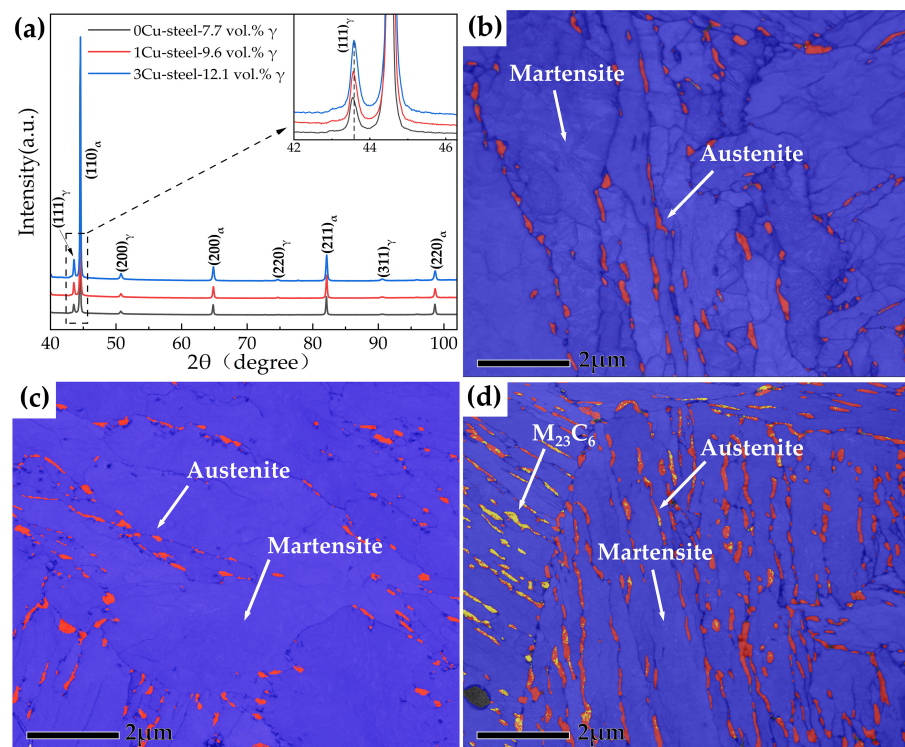 (a)
0Cu-steel-7.7 vol.% γ
1Cu-steel-9.6 vol.% γ
3Cu-steel-12.1 vol.% γ
(111)γ
42 44 46
Intensity(a.u.)
(111)γ
(110)α
(200)γ
(200)α
(220)γ
(211)α
(311)γ
(220)α
40 50 60 70 80 90 100
2θ（degree）
(b)
Martensite
Austenite
2μm
(c)
Austenite
Martensite
2μm
(d)
M23C6
Austenite
Martensite
2μm